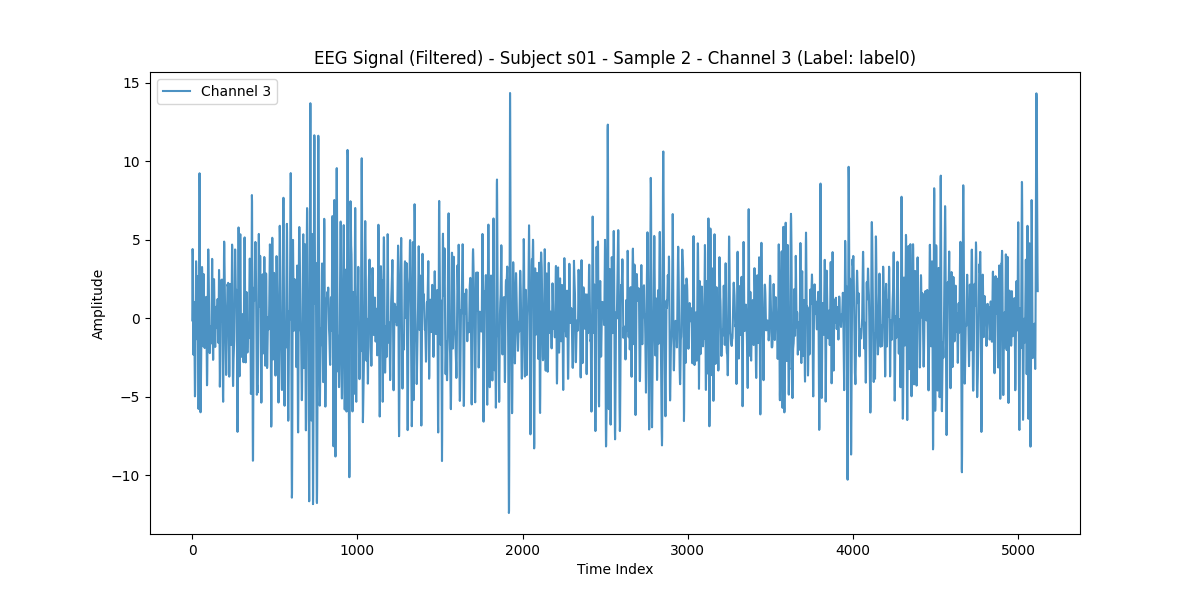 EEG Signal (Filtered) - Subject s01 - Sample 2 - Channel 3 (Label: label0)
Channel 3
15
10
5
0
−5
−10
Amplitude
0 1000 2000 3000 4000 5000
Time Index